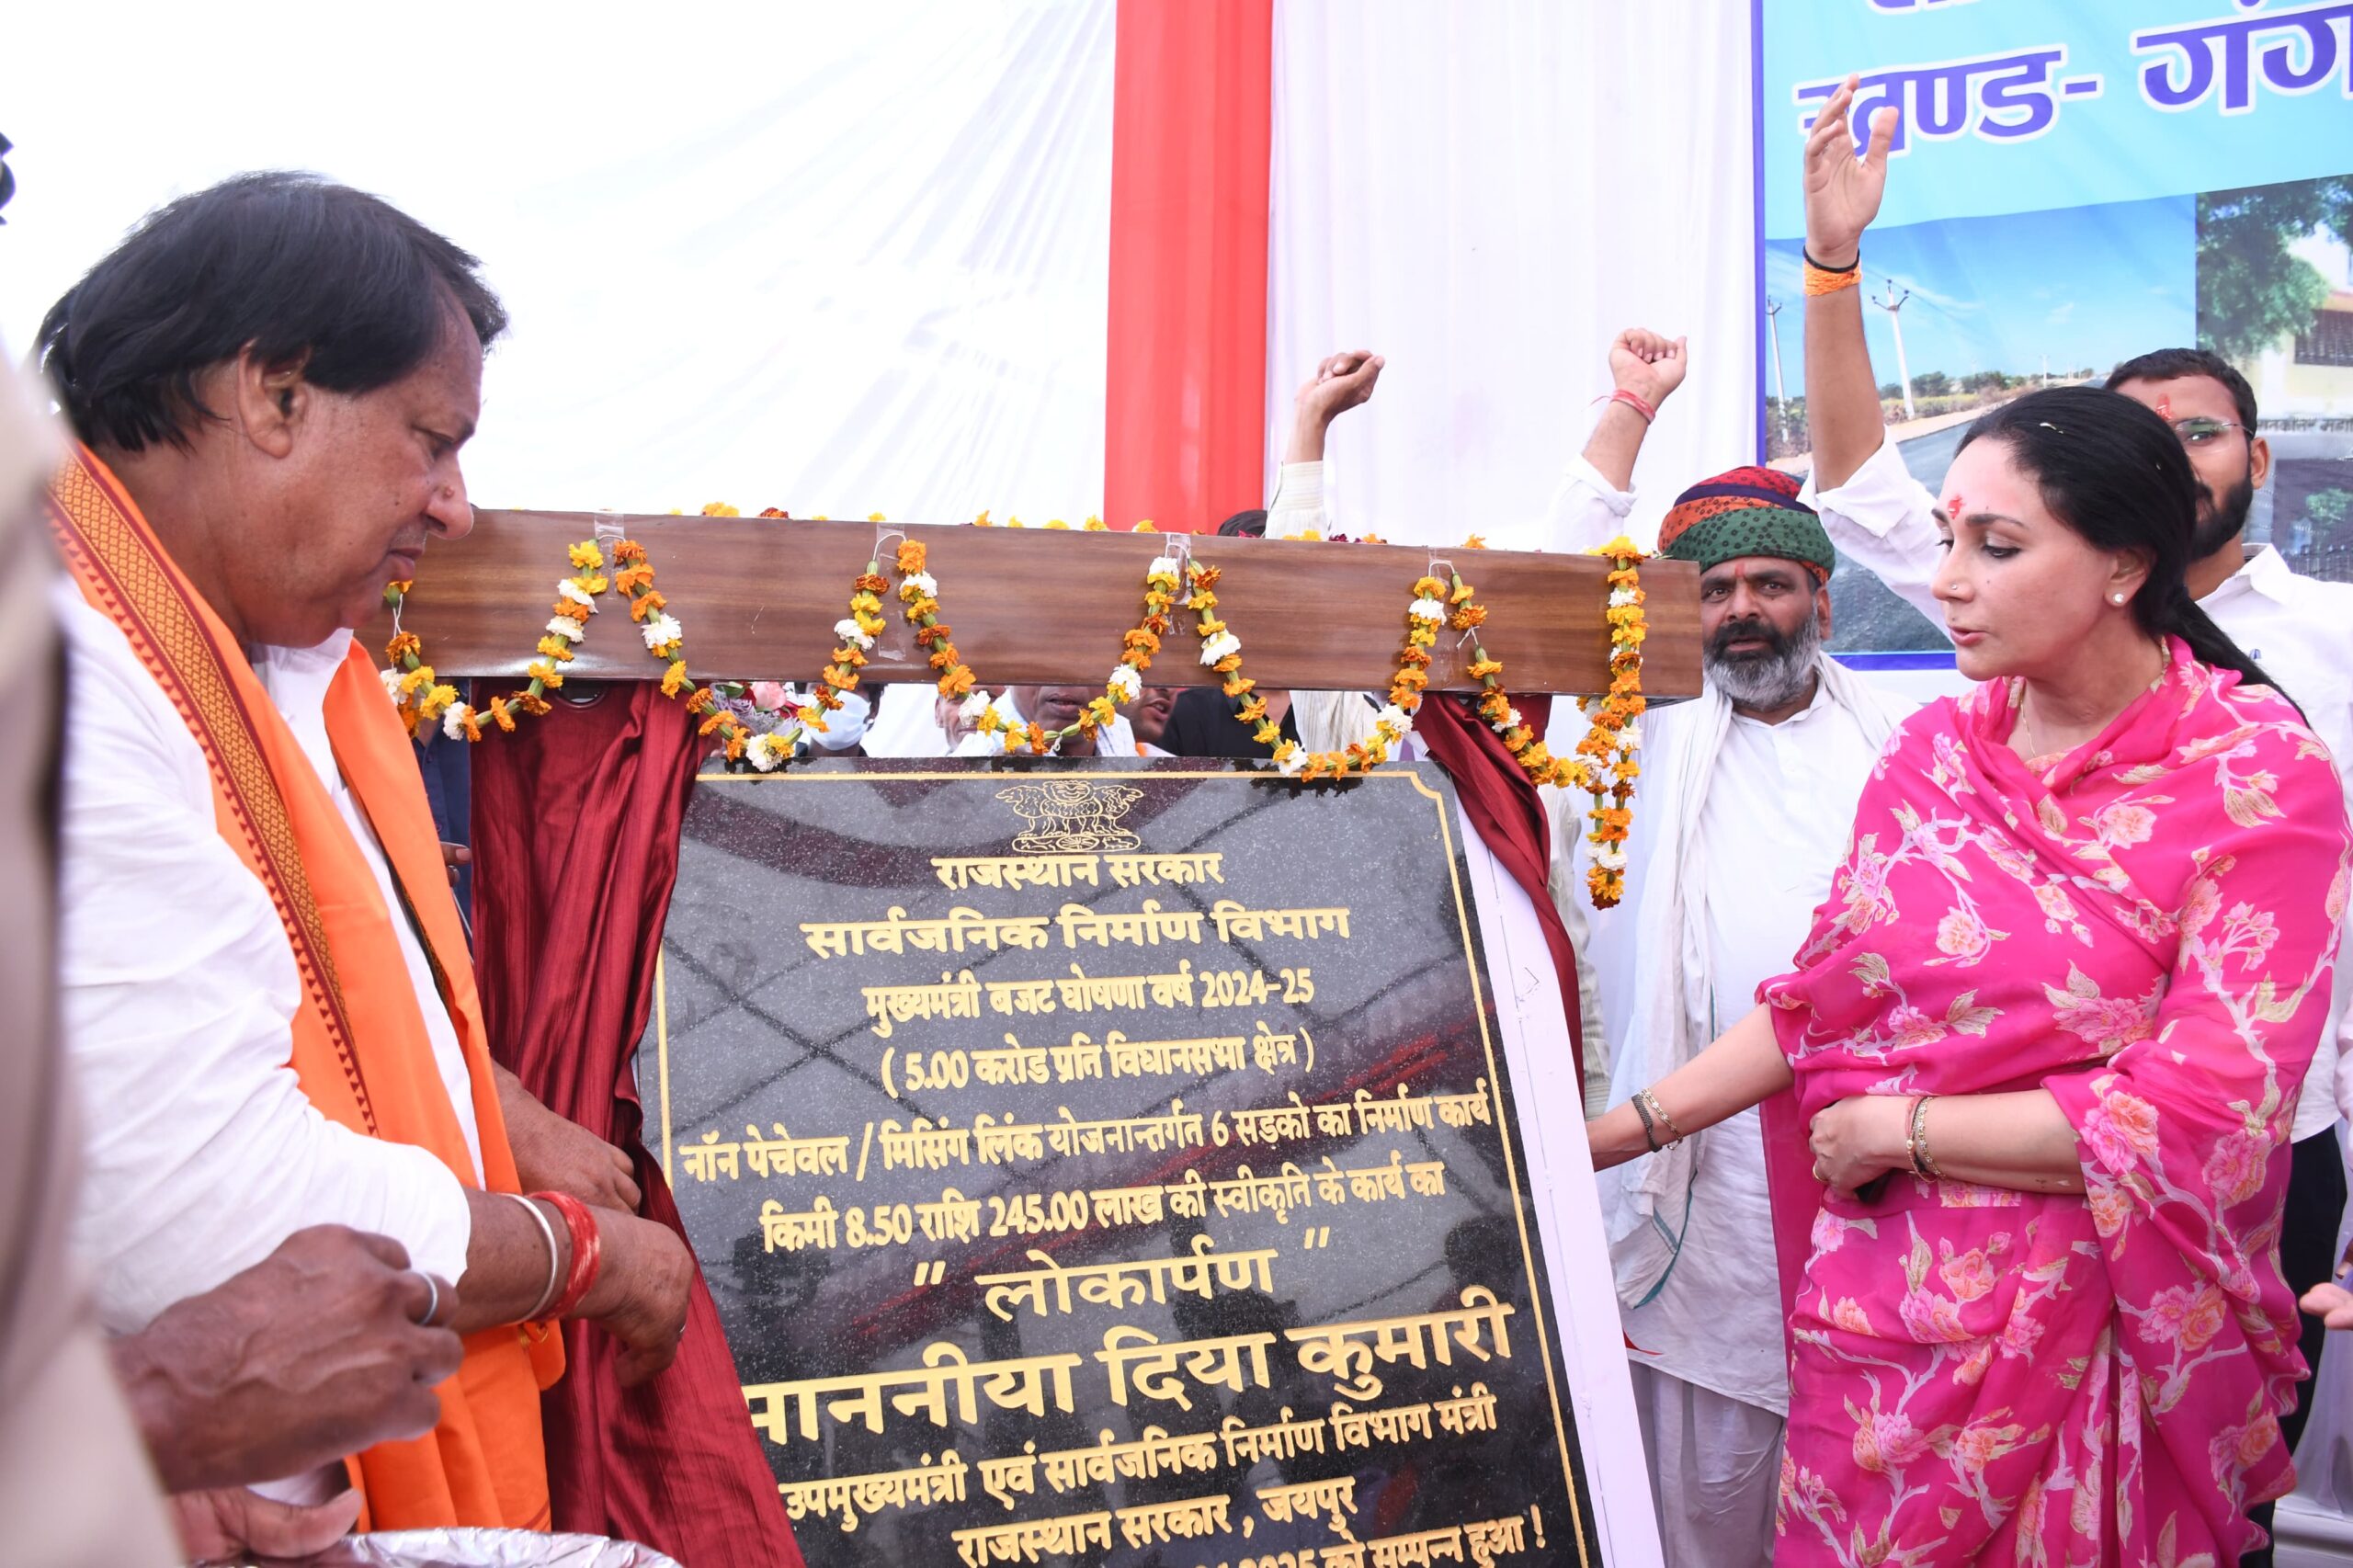 खण्ड- गंग
राजस्थान सरकार
सार्वजनिक निर्माण विभाग
मुख्यमंत्री बजट घोषणा वर्ष 2024-25
( 5.00 करोड प्रति विधानसभा क्षेत्र )
नॉन पेचेवल / मिसिंग लिंक योजनान्तर्गत 6 सड़को का निर्माण कार्य
किमी 8.50 राशि 245.00 लाख की स्वीकृति के कार्य का
" लोकार्पण "
माननीया दिया कुमारी
उपमुख्यमंत्री एवं सार्वजनिक निर्माण विभाग मंत्री
राजस्थान सरकार , जयपुर
2025 को सम्पन्न हुआ !